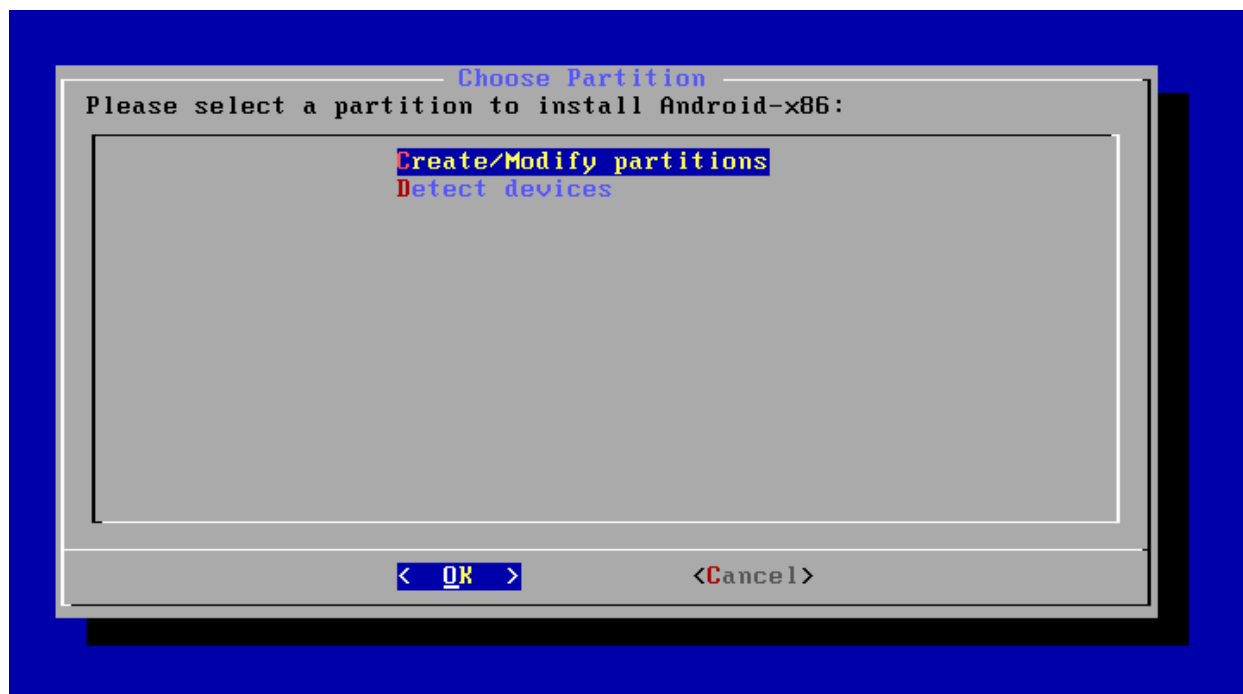 Choose Partition
Please select a partition to install Android-x86:
Create/Modify partitions
Detect devices
< OK > <Cancel>